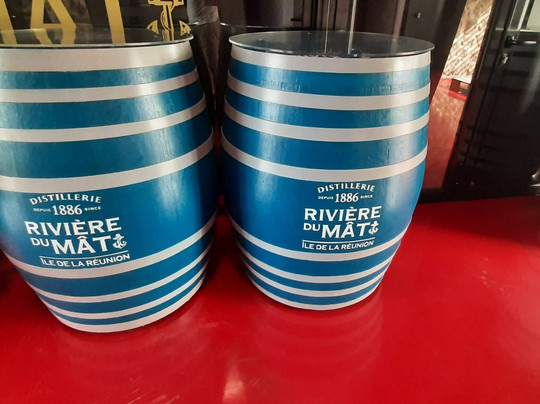 AT
DISTILLERIE
DEPUIS 1886 SINCE
RIVIÈRE
DU MÂT
ÎLE DE LA RÉUNION
DISTILLERIE
DEPUIS 1886 SINCE
RIVIÈRE
DU MÂT
ÎLE DE LA RÉUNION